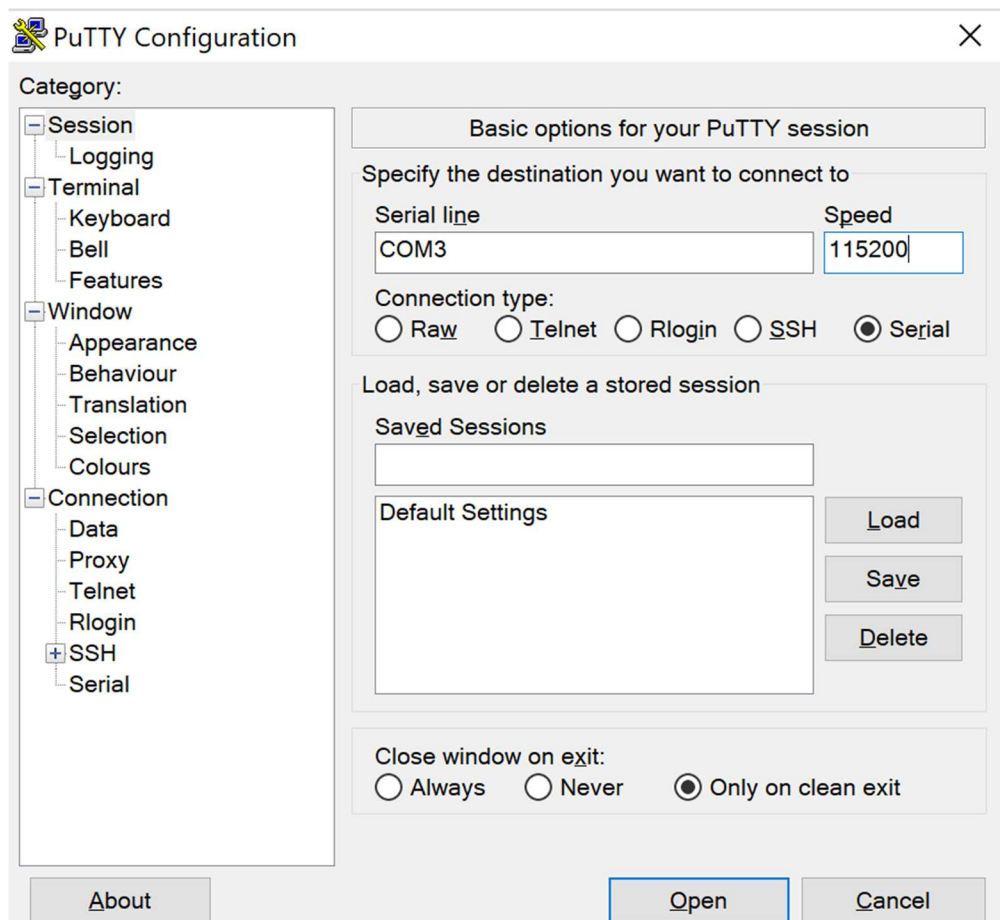 PuTTY Configuration
Category:
Session
Logging
Terminal
Keyboard
Bell
Features
Window
Appearance
Behaviour
Translation
Selection
Colours
Connection
Data
Proxy
Telnet
Rlogin
SSH
Serial
Basic options for your PuTTY session
Specify the destination you want to connect to
Serial line Speed
COM3 115200
Connection type:
Raw Telnet Rlogin SSH Serial
Load, save or delete a stored session
Saved Sessions
Default Settings
Load
Save
Delete
Close window on exit:
Always Never Only on clean exit
About Open Cancel